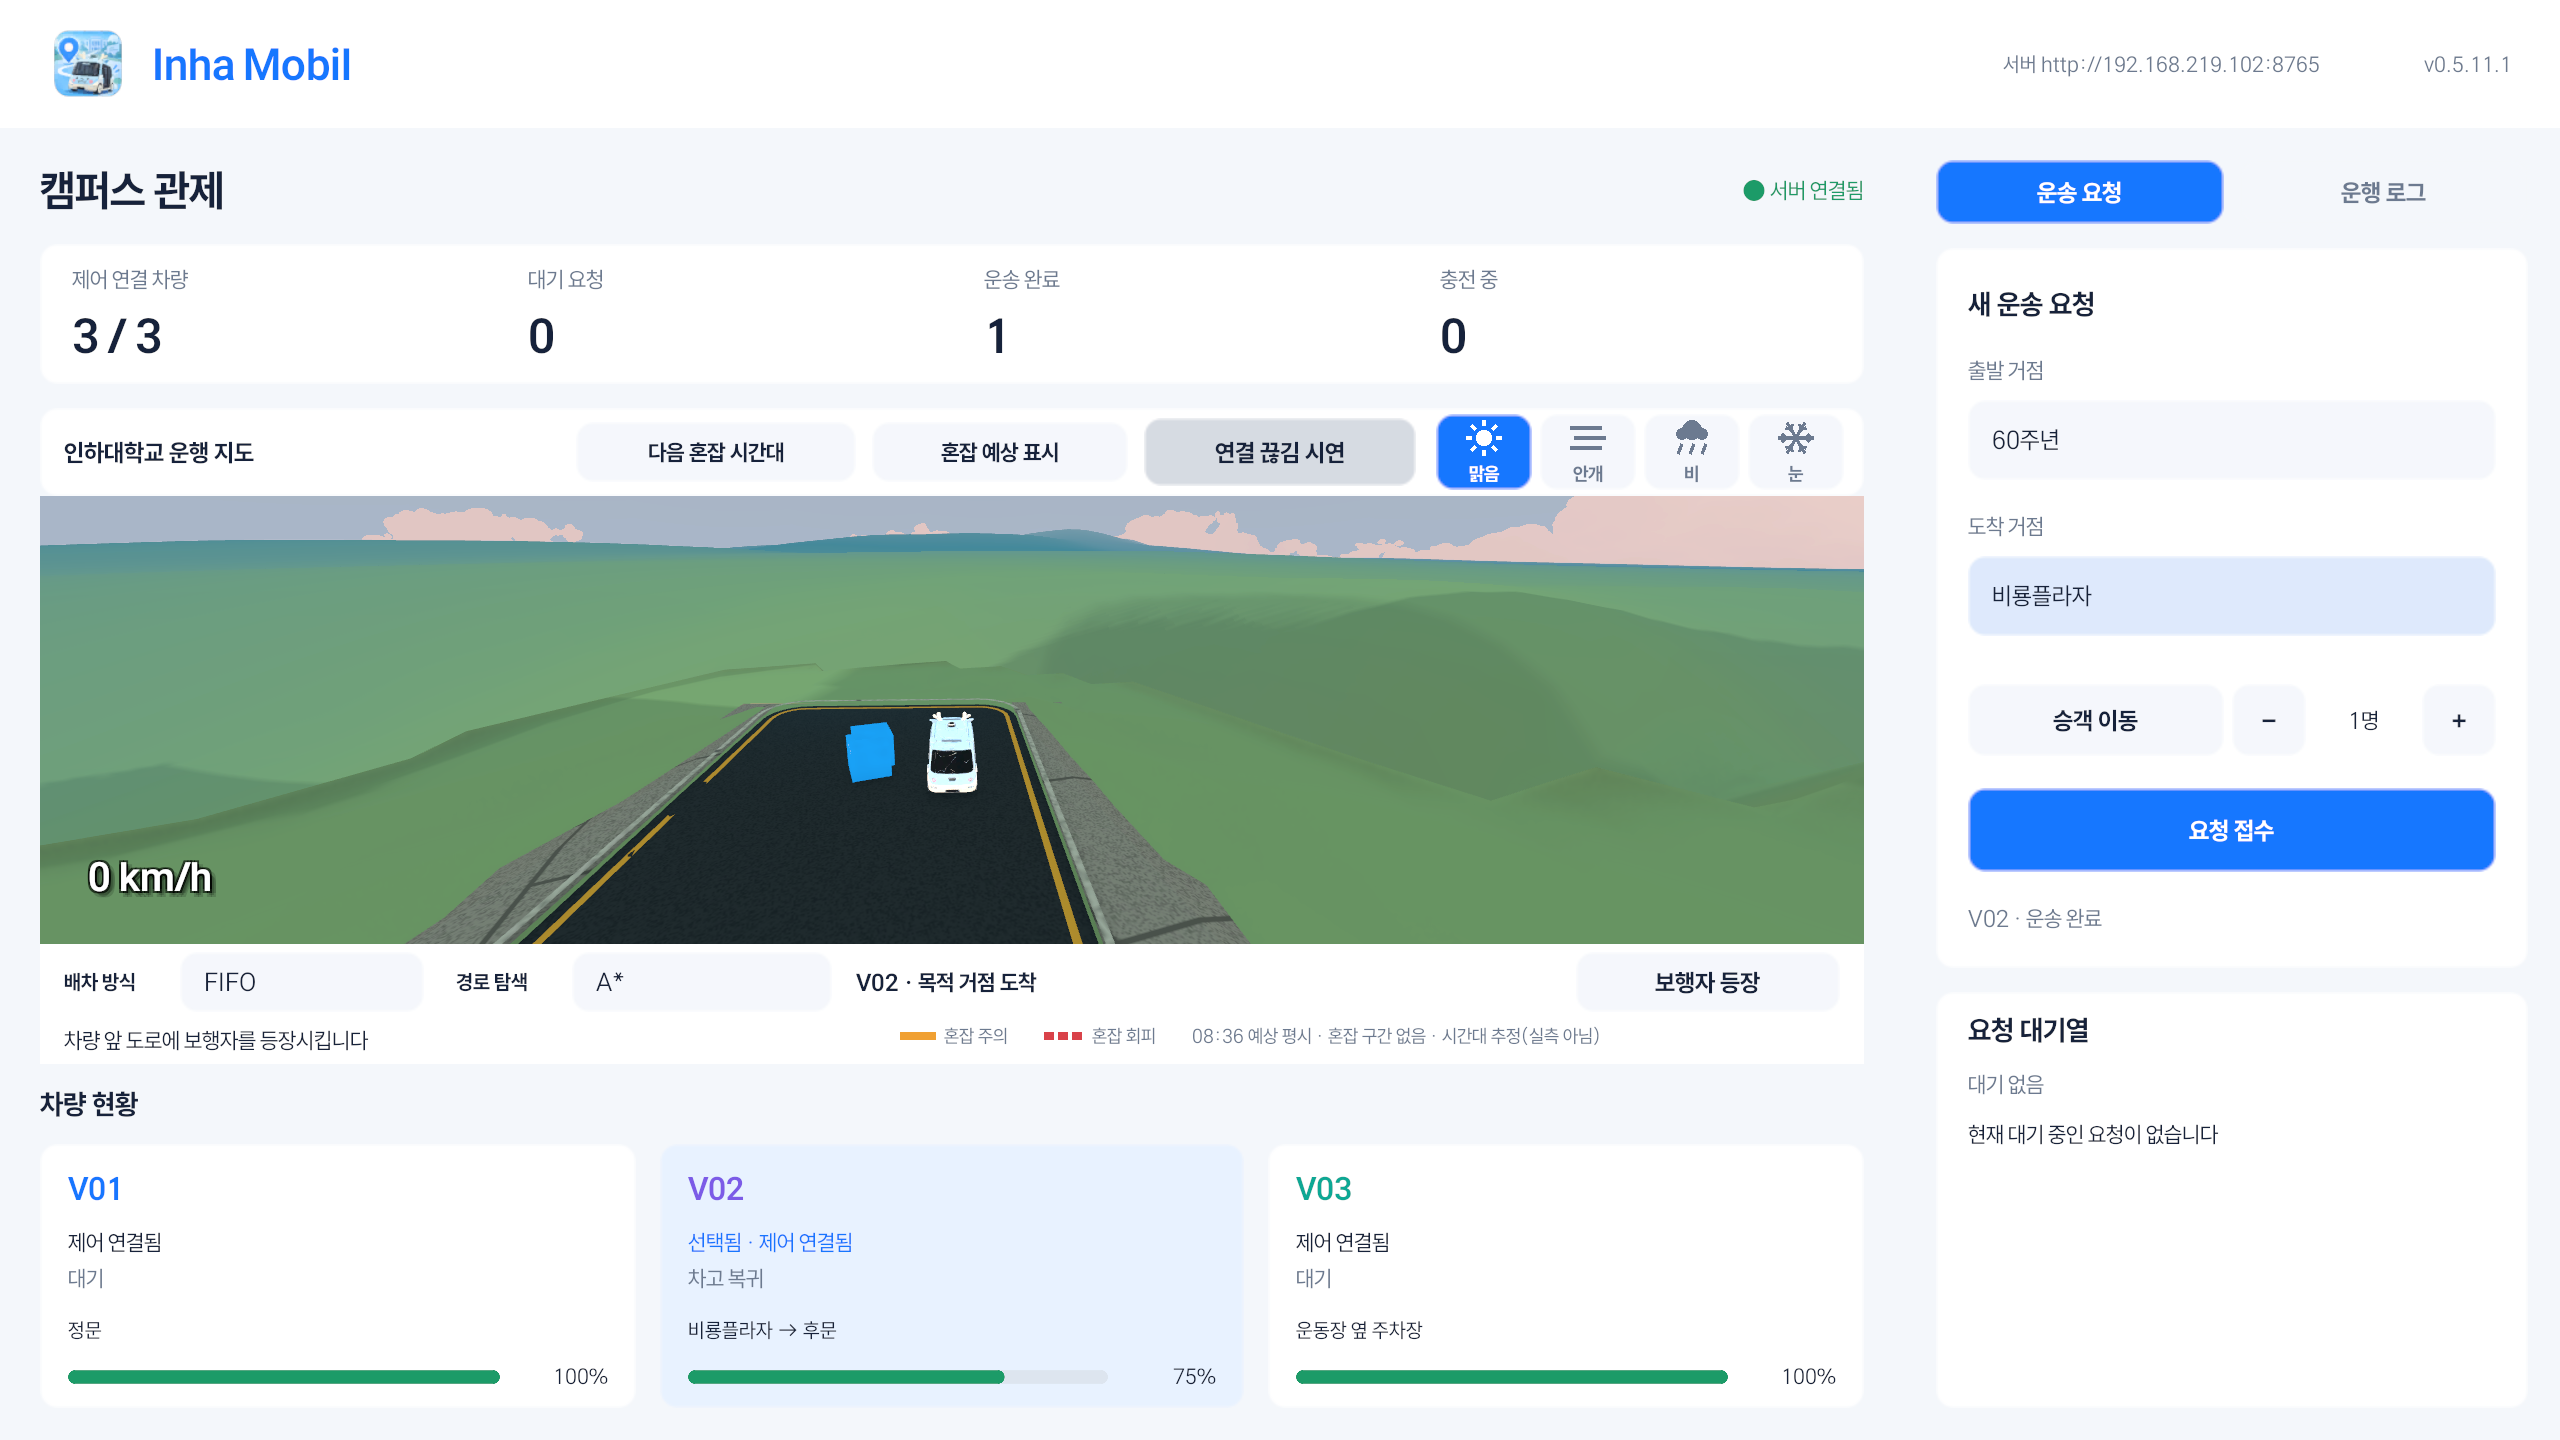 Inha Mobil
서버 http://192.168.219.102:8765
v0.5.11.1
캠퍼스 관제
서버 연결됨
운송 요청
운행 로그
제어 연결 차량
대기 요청
운송 완료
충전 중
3 / 3
0
1
0
인하대학교 운행 지도
다음 혼잡 시간대
혼잡 예상 표시
연결 끊김 시연
맑음
안개
비
눈
0 km/h
배차 방식
FIFO
경로 탐색
A*
V02 · 목적 거점 도착
보행자 등장
차량 앞 도로에 보행자를 등장시킵니다
혼잡 주의
혼잡 회피
08:36 예상 평시 · 혼잡 구간 없음 · 시간대 추정(실측 아님)
차량 현황
V01
제어 연결됨
대기
정문
100%
V02
선택됨 · 제어 연결됨
차고 복귀
비룡플라자 → 후문
75%
V03
제어 연결됨
대기
운동장 옆 주차장
100%
새 운송 요청
출발 거점
60주년
도착 거점
비룡플라자
승객 이동
−
1명
+
요청 접수
V02 · 운송 완료
요청 대기열
대기 없음
현재 대기 중인 요청이 없습니다